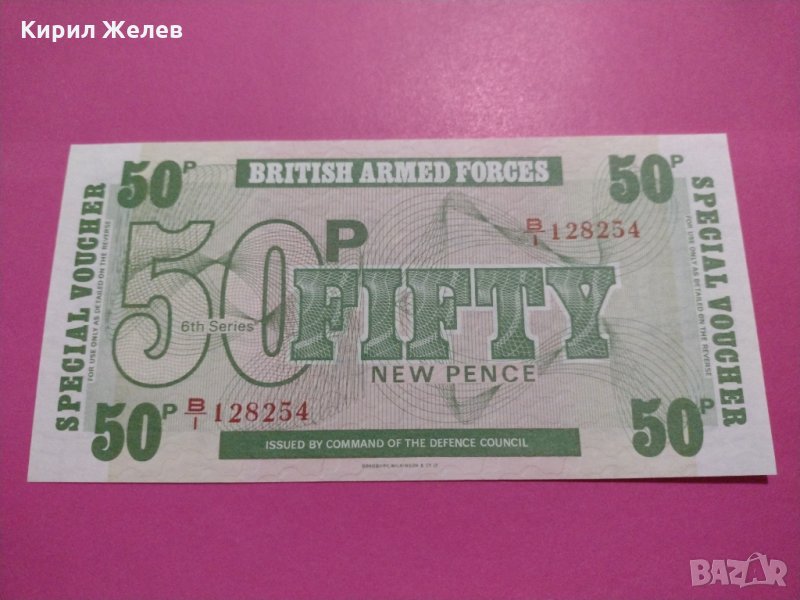 Кирил Желев
50P
BRITISH ARMED FORCES
50P
SPECIAL VOUCHER
FOR USE ONLY AS DETAILED ON THE REVERSE
50P
B/1 128254
6th Series
FIFTY
NEW PENCE
SPECIAL VOUCHER
FOR USE ONLY AS DETAILED ON THE REVERSE
50P
B/1 128254
50P
ISSUED BY COMMAND OF THE DEFENCE COUNCIL
BAZAR